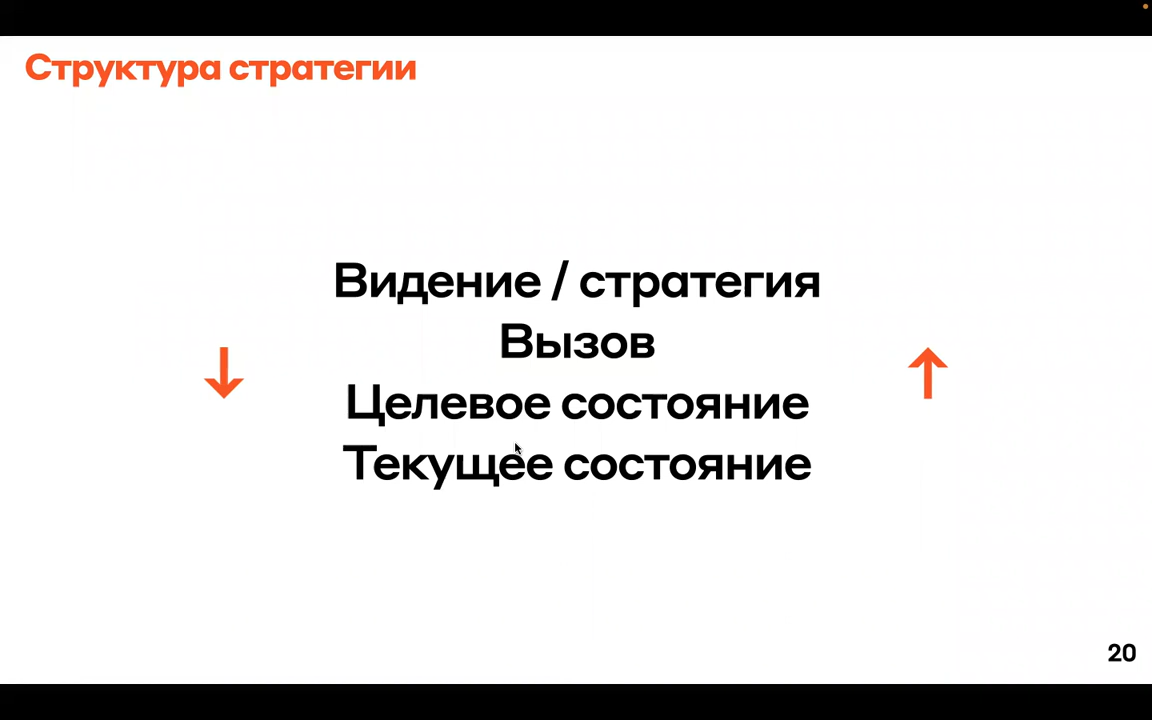 Структура стратегии
Видение / стратегия
Вызов
Целевое состояние
Текущее состояние
20